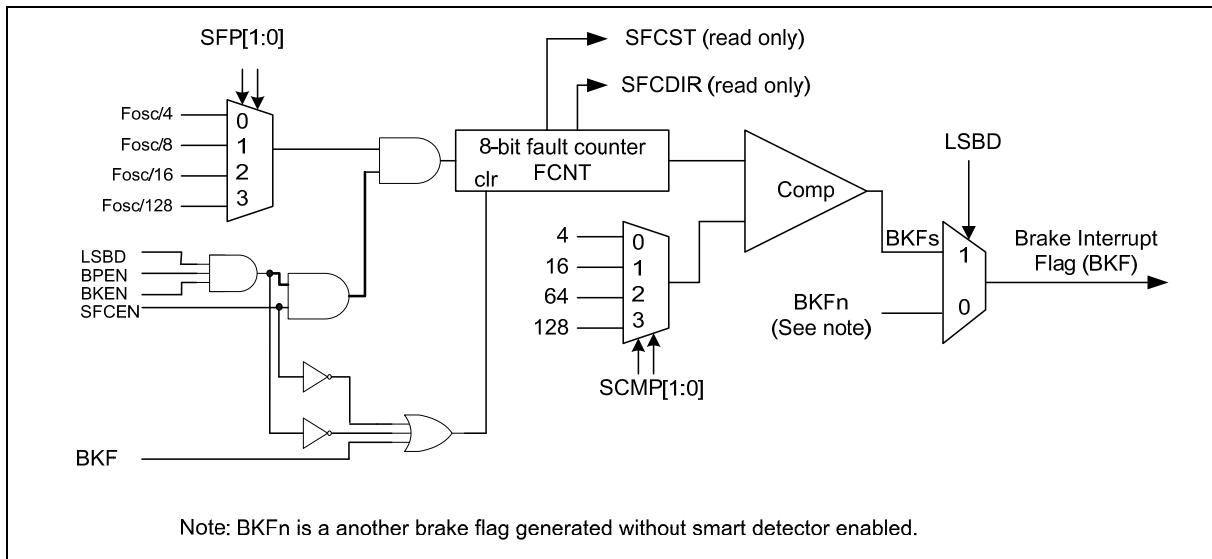 SFP[1:0]
SFCST (read only)
SFCDIR (read only)
Fosc/4
Fosc/8
Fosc/16
Fosc/128
0
1
2
3
8-bit fault counter
FCNT
clr
LSBD
BPEN
BKEN
SFCEN
BKF
4
16
64
128
0
1
2
3
SCMP[1:0]
Comp
LSBD
BKFs
1
0
BKFn
(See note)
Brake Interrupt
Flag (BKF)
Note: BKFn is a another brake flag generated without smart detector enabled.